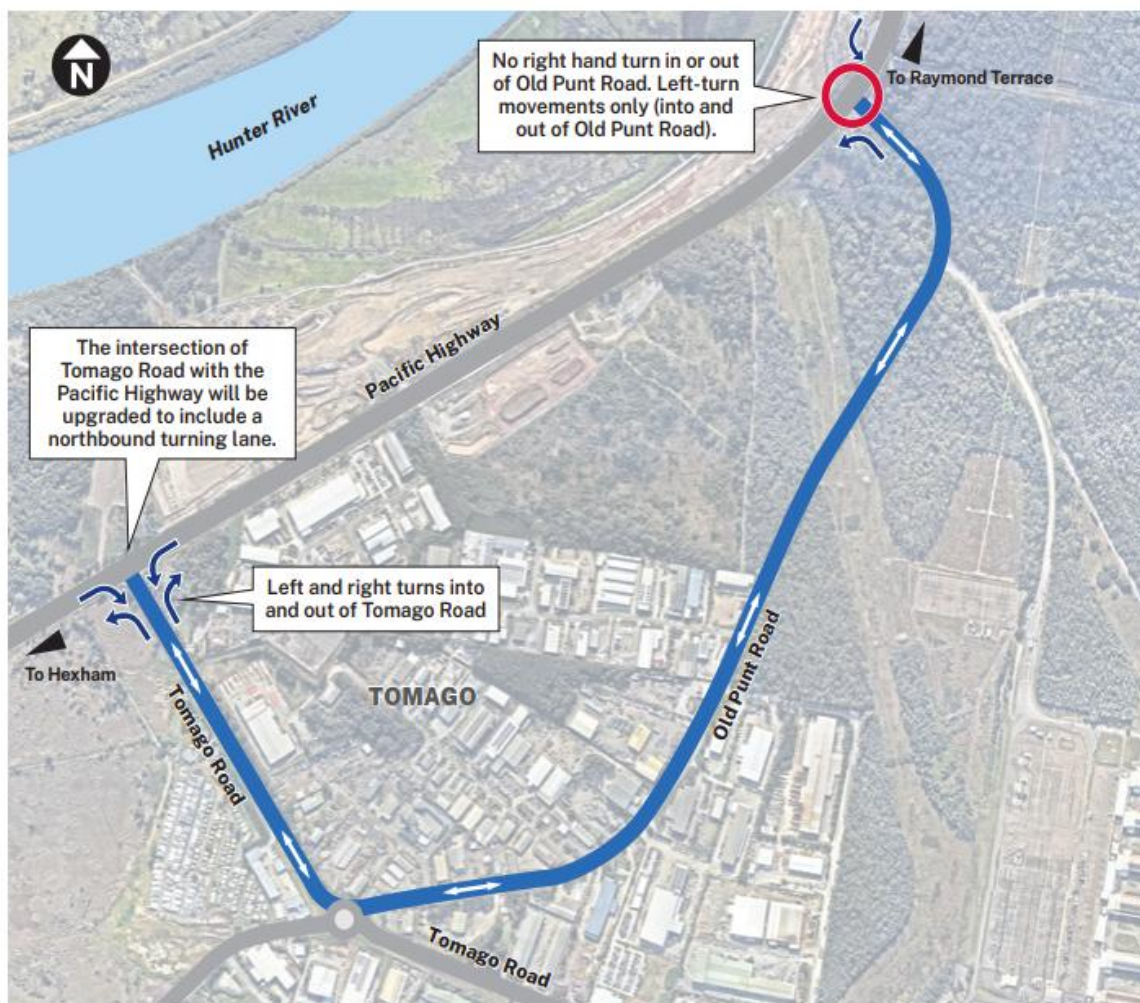 N
Hunter River
No right hand turn in or out
of Old Punt Road. Left-turn
movements only (into and
out of Old Punt Road).
To Raymond Terrace
Pacific Highway
The intersection of
Tomago Road with the
Pacific Highway will be
upgraded to include a
northbound turning lane.
Left and right turns into
and out of Tomago Road
To Hexham
TOMAGO
Tomago Road
Old Punt Road
Tomago Road